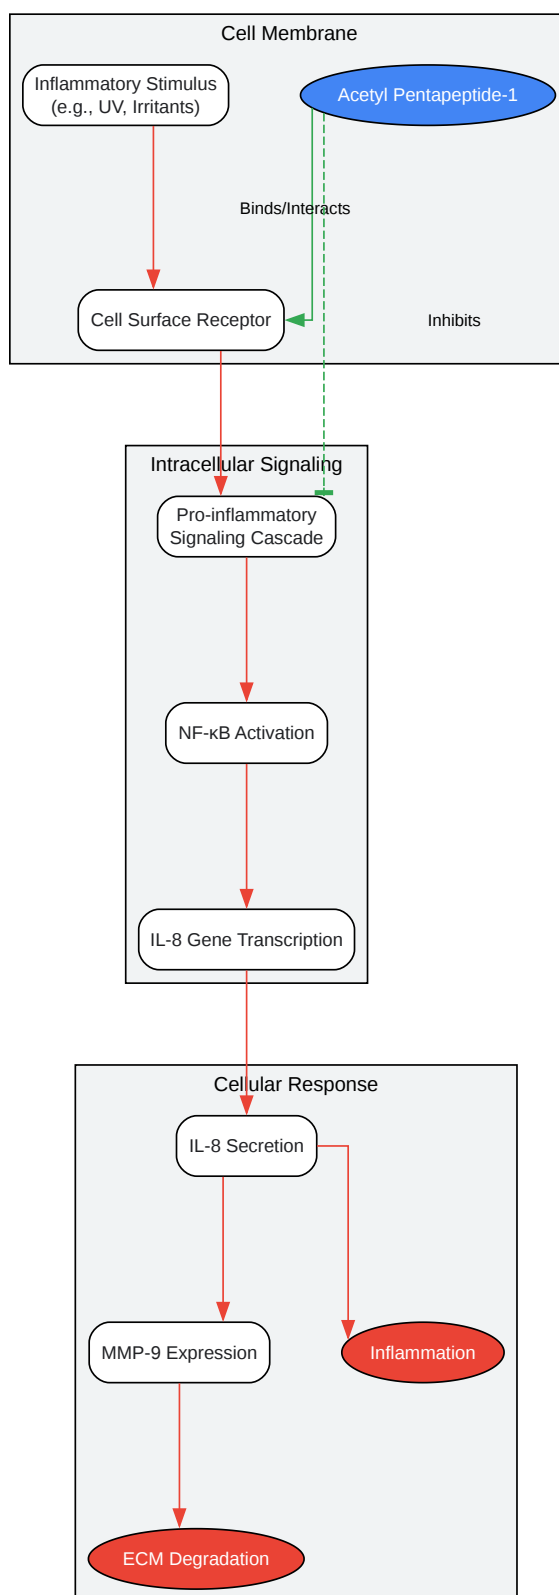 Cell Membrane
Inflammatory Stimulus
(e.g., UV, Irritants)
Acetyl Pentapeptide-1
Binds/Interacts
Cell Surface Receptor
Inhibits
Intracellular Signaling
Pro-inflammatory
Signaling Cascade
NF-κB Activation
IL-8 Gene Transcription
Cellular Response
IL-8 Secretion
MMP-9 Expression
Inflammation
ECM Degradation